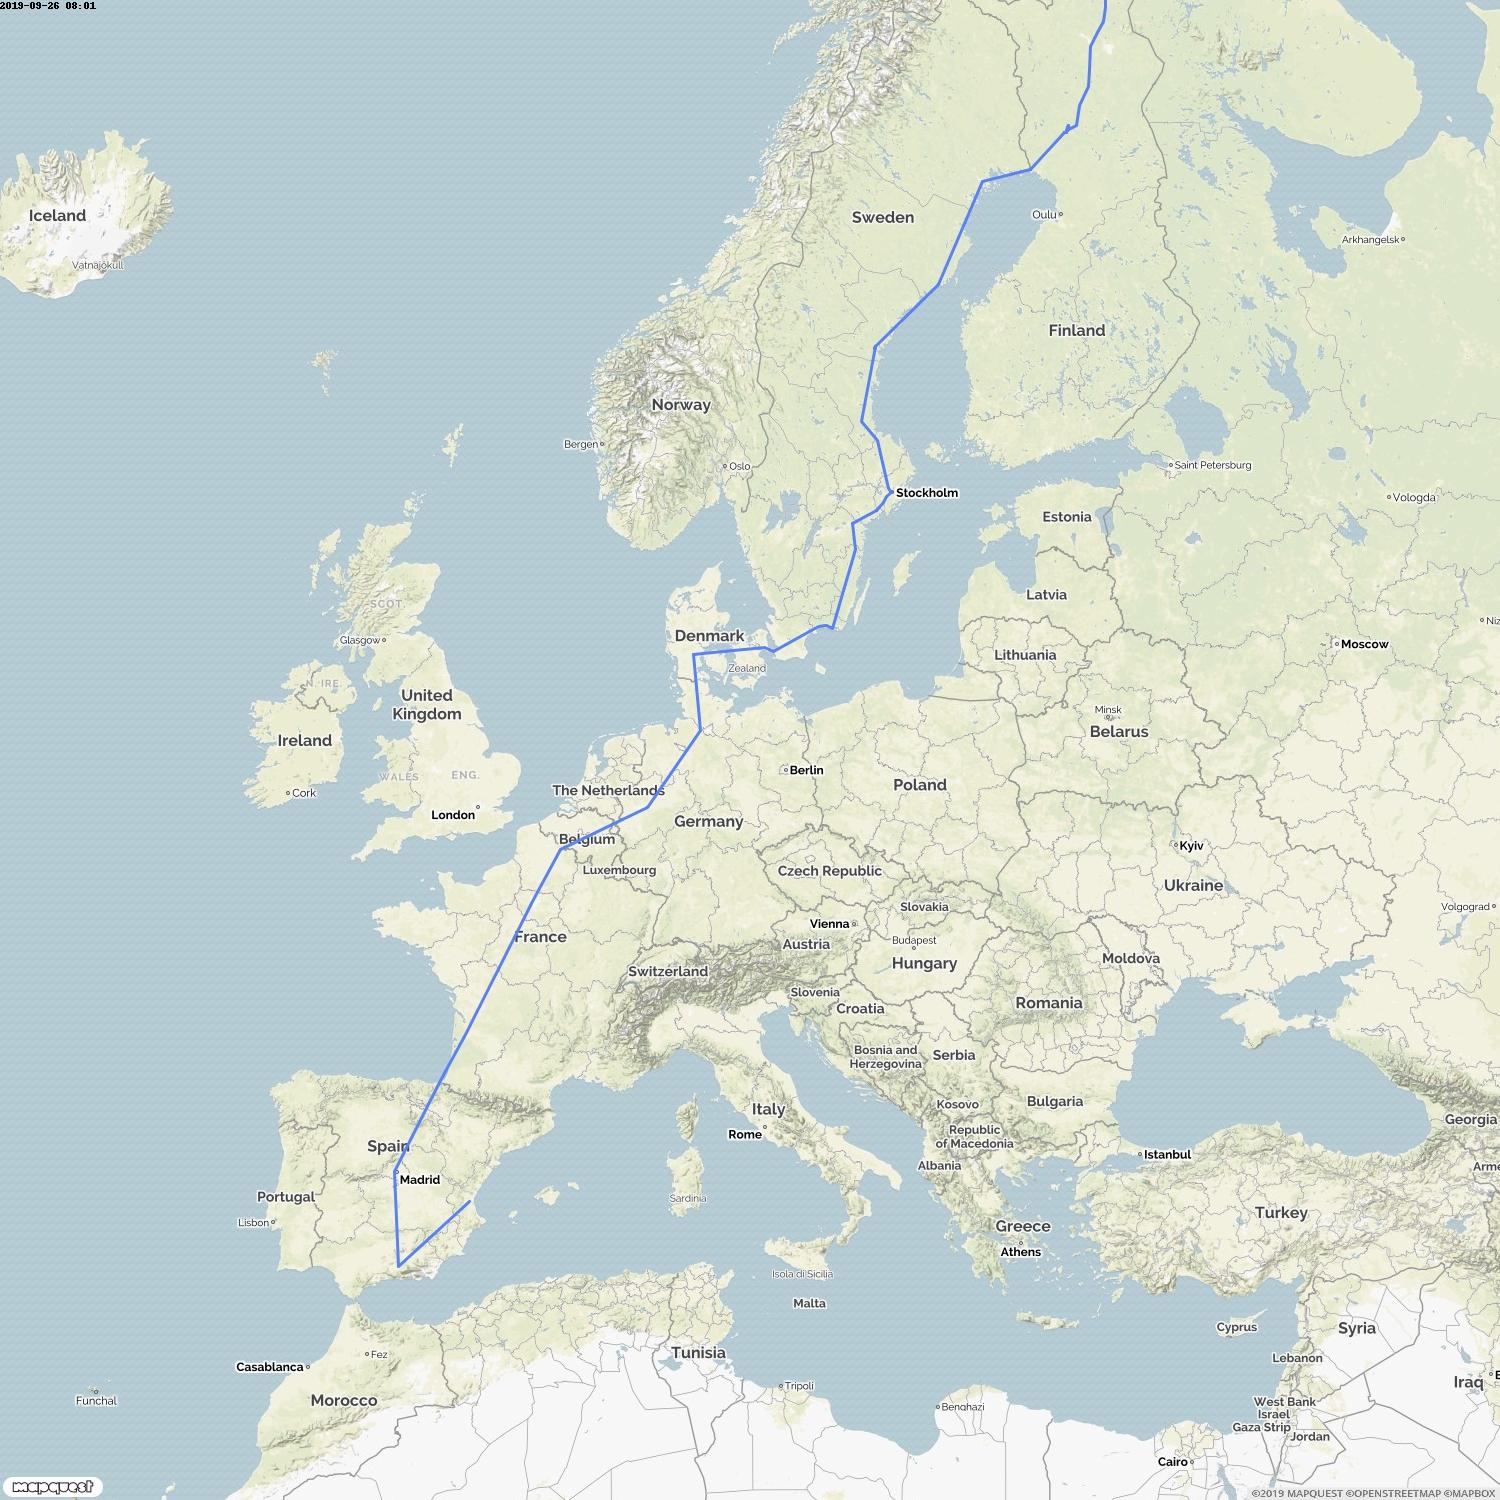 2019-09-26 08:01
Iceland
Vatnajökull
Sweden
Oulu
Arkhangelsk
Finland
Norway
Bergen
Oslo
Saint Petersburg
Stockholm
Vologda
Estonia
SCOT.
Latvia
Glasgow
Denmark
Niz
Moscow
Lithuania
Zealand
N. IRE.
United
Kingdom
Minsk
Belarus
Ireland
WALES
ENG.
Berlin
Cork
The Netherlands
Poland
London
Germany
Belgium
Kyiv
Luxembourg
Czech Republic
Ukraine
Slovakia
Volgograd
Vienna
France
Austria
Budapest
Hungary
Moldova
Switzerland
Slovenia
Croatia
Romania
Bosnia and
Herzegovina
Serbia
Italy
Kosovo
Bulgaria
Georgia
Rome
Republic
of Macedonia
Spain
Istanbul
Albania
Arme
Madrid
Portugal
Sardinia
Lisbon
Greece
Turkey
Athens
Isola di Sicilia
Malta
Cyprus
Syria
Tunisia
Fez
Lebanon
Casablanca
Iraq
Tripoli
Funchal
Morocco
Benghazi
West Bank
Israel
Gaza Strip
Jordan
Cairo
mapquest
©2019 MAPQUEST ©OPENSTREETMAP ©MAPBOX